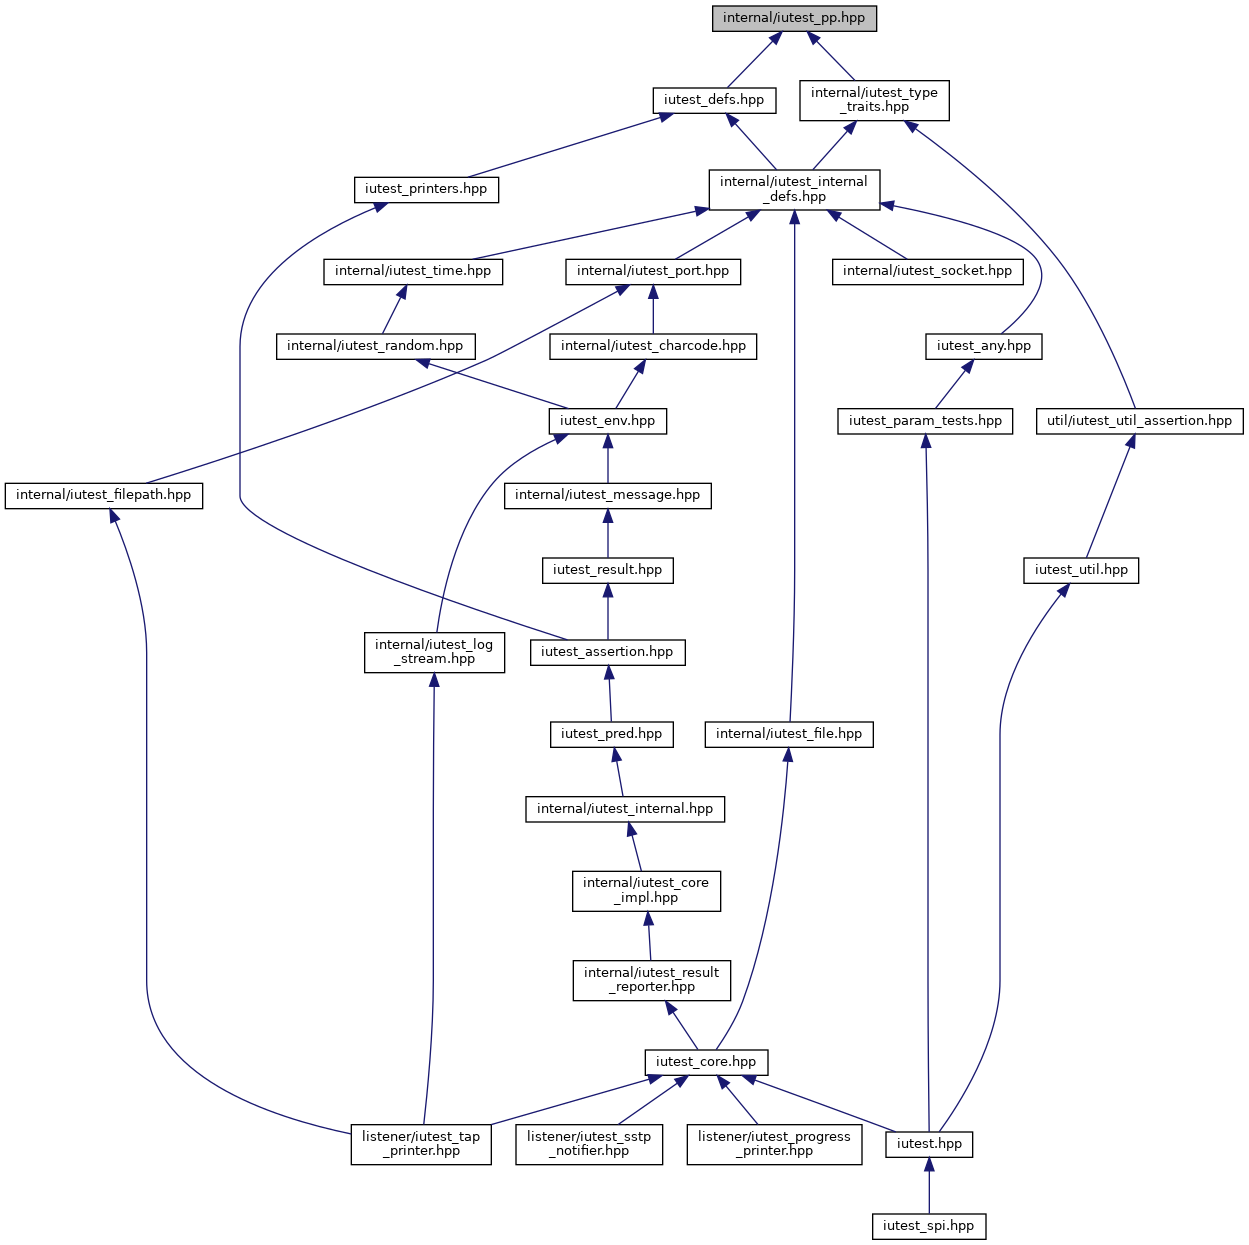 internal/iutest_pp.hpp
iutest_defs.hpp
internal/iutest_type
_traits.hpp
iutest_printers.hpp
internal/iutest_internal
_defs.hpp
internal/iutest_time.hpp
internal/iutest_port.hpp
internal/iutest_socket.hpp
internal/iutest_random.hpp
internal/iutest_charcode.hpp
iutest_any.hpp
iutest_env.hpp
iutest_param_tests.hpp
util/iutest_util_assertion.hpp
internal/iutest_filepath.hpp
internal/iutest_message.hpp
iutest_result.hpp
iutest_util.hpp
internal/iutest_log
_stream.hpp
iutest_assertion.hpp
iutest_pred.hpp
internal/iutest_file.hpp
internal/iutest_internal.hpp
internal/iutest_core
_impl.hpp
internal/iutest_result
_reporter.hpp
iutest_core.hpp
listener/iutest_tap
_printer.hpp
listener/iutest_sstp
_notifier.hpp
listener/iutest_progress
_printer.hpp
iutest.hpp
iutest_spi.hpp